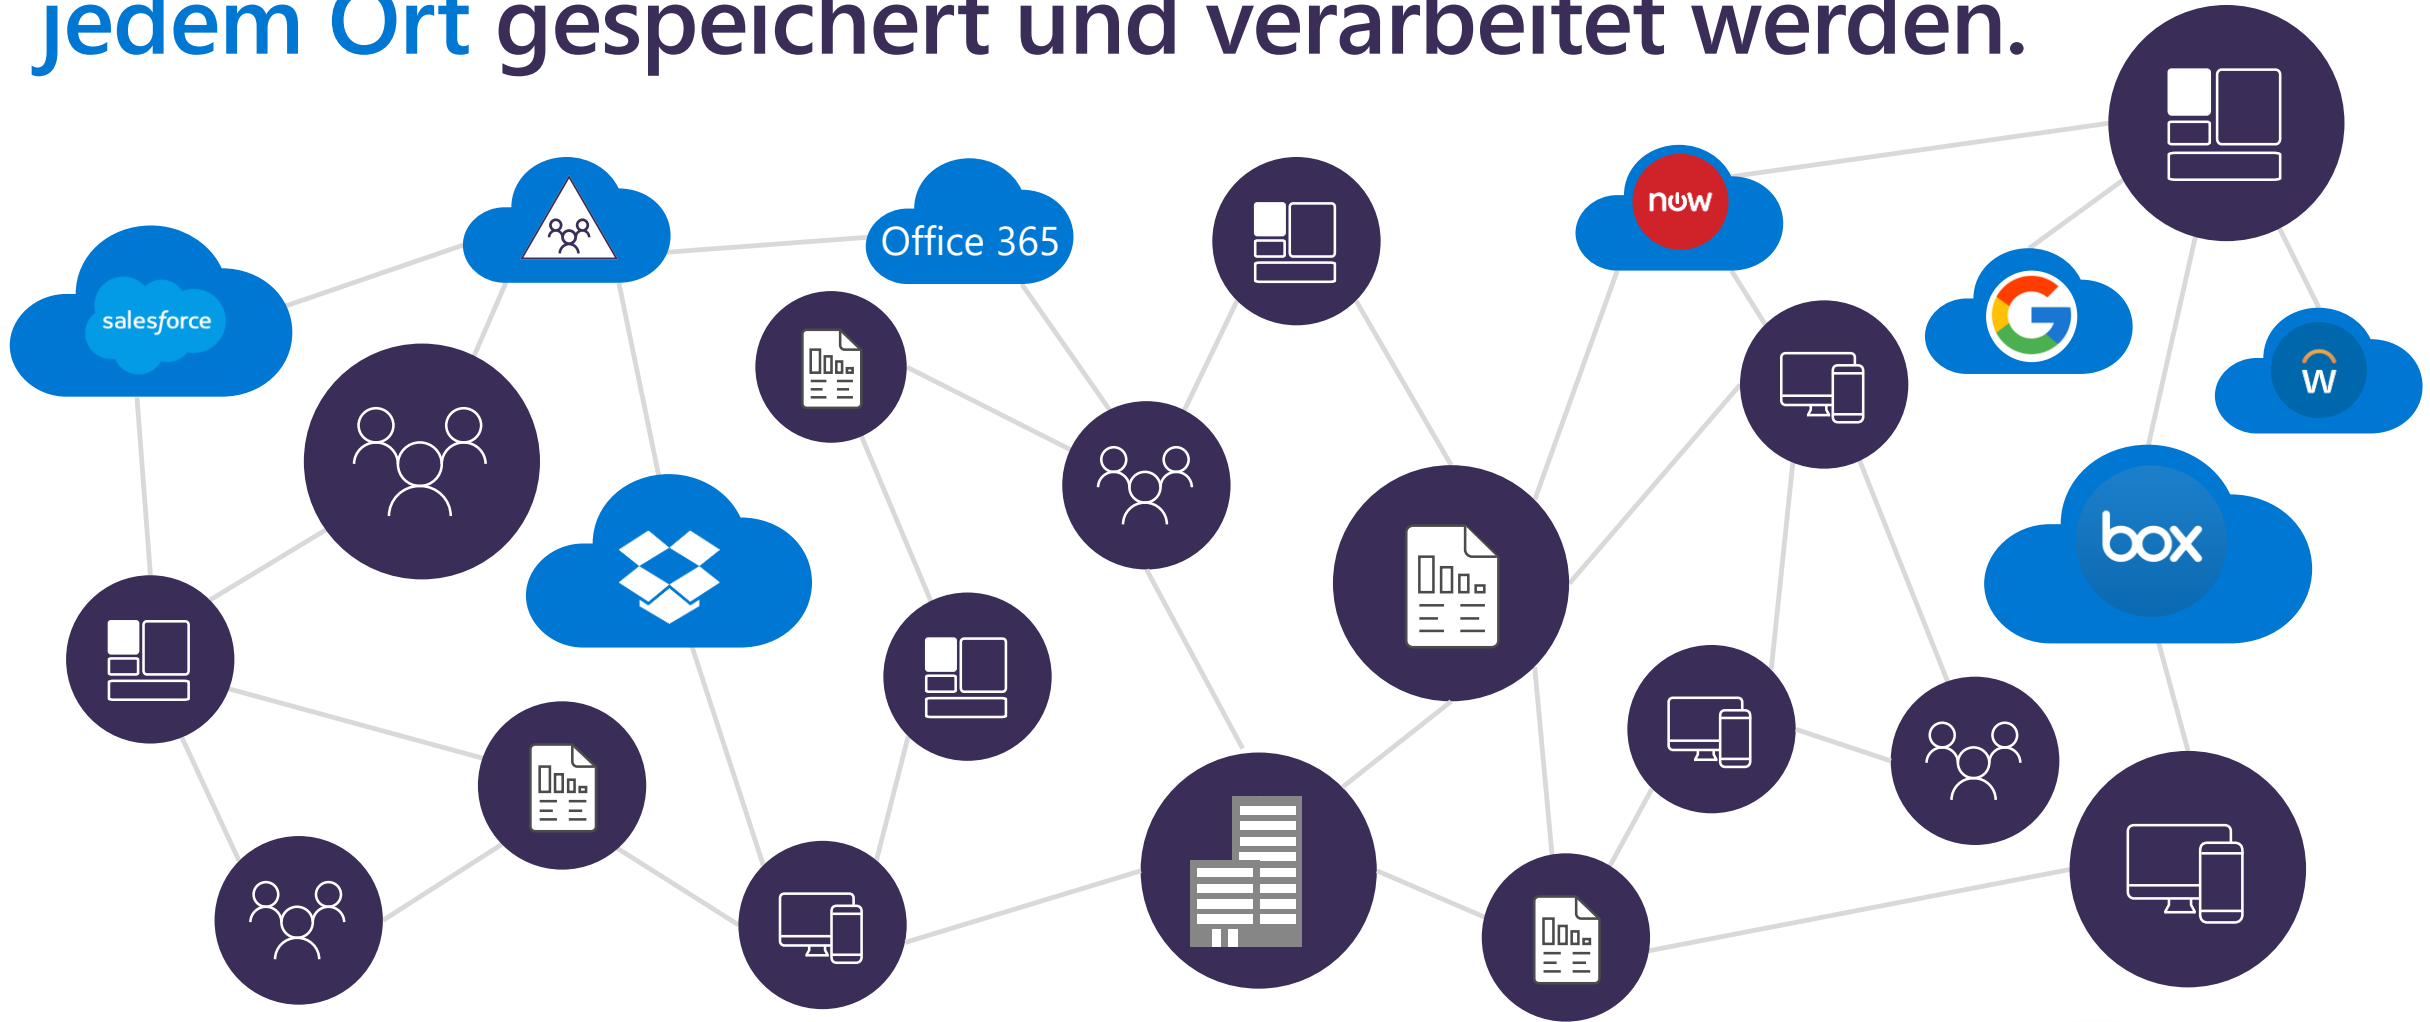 jedem Ort gespeichert und verarbeitet werden.
now
Office 365
salesforce
W
box